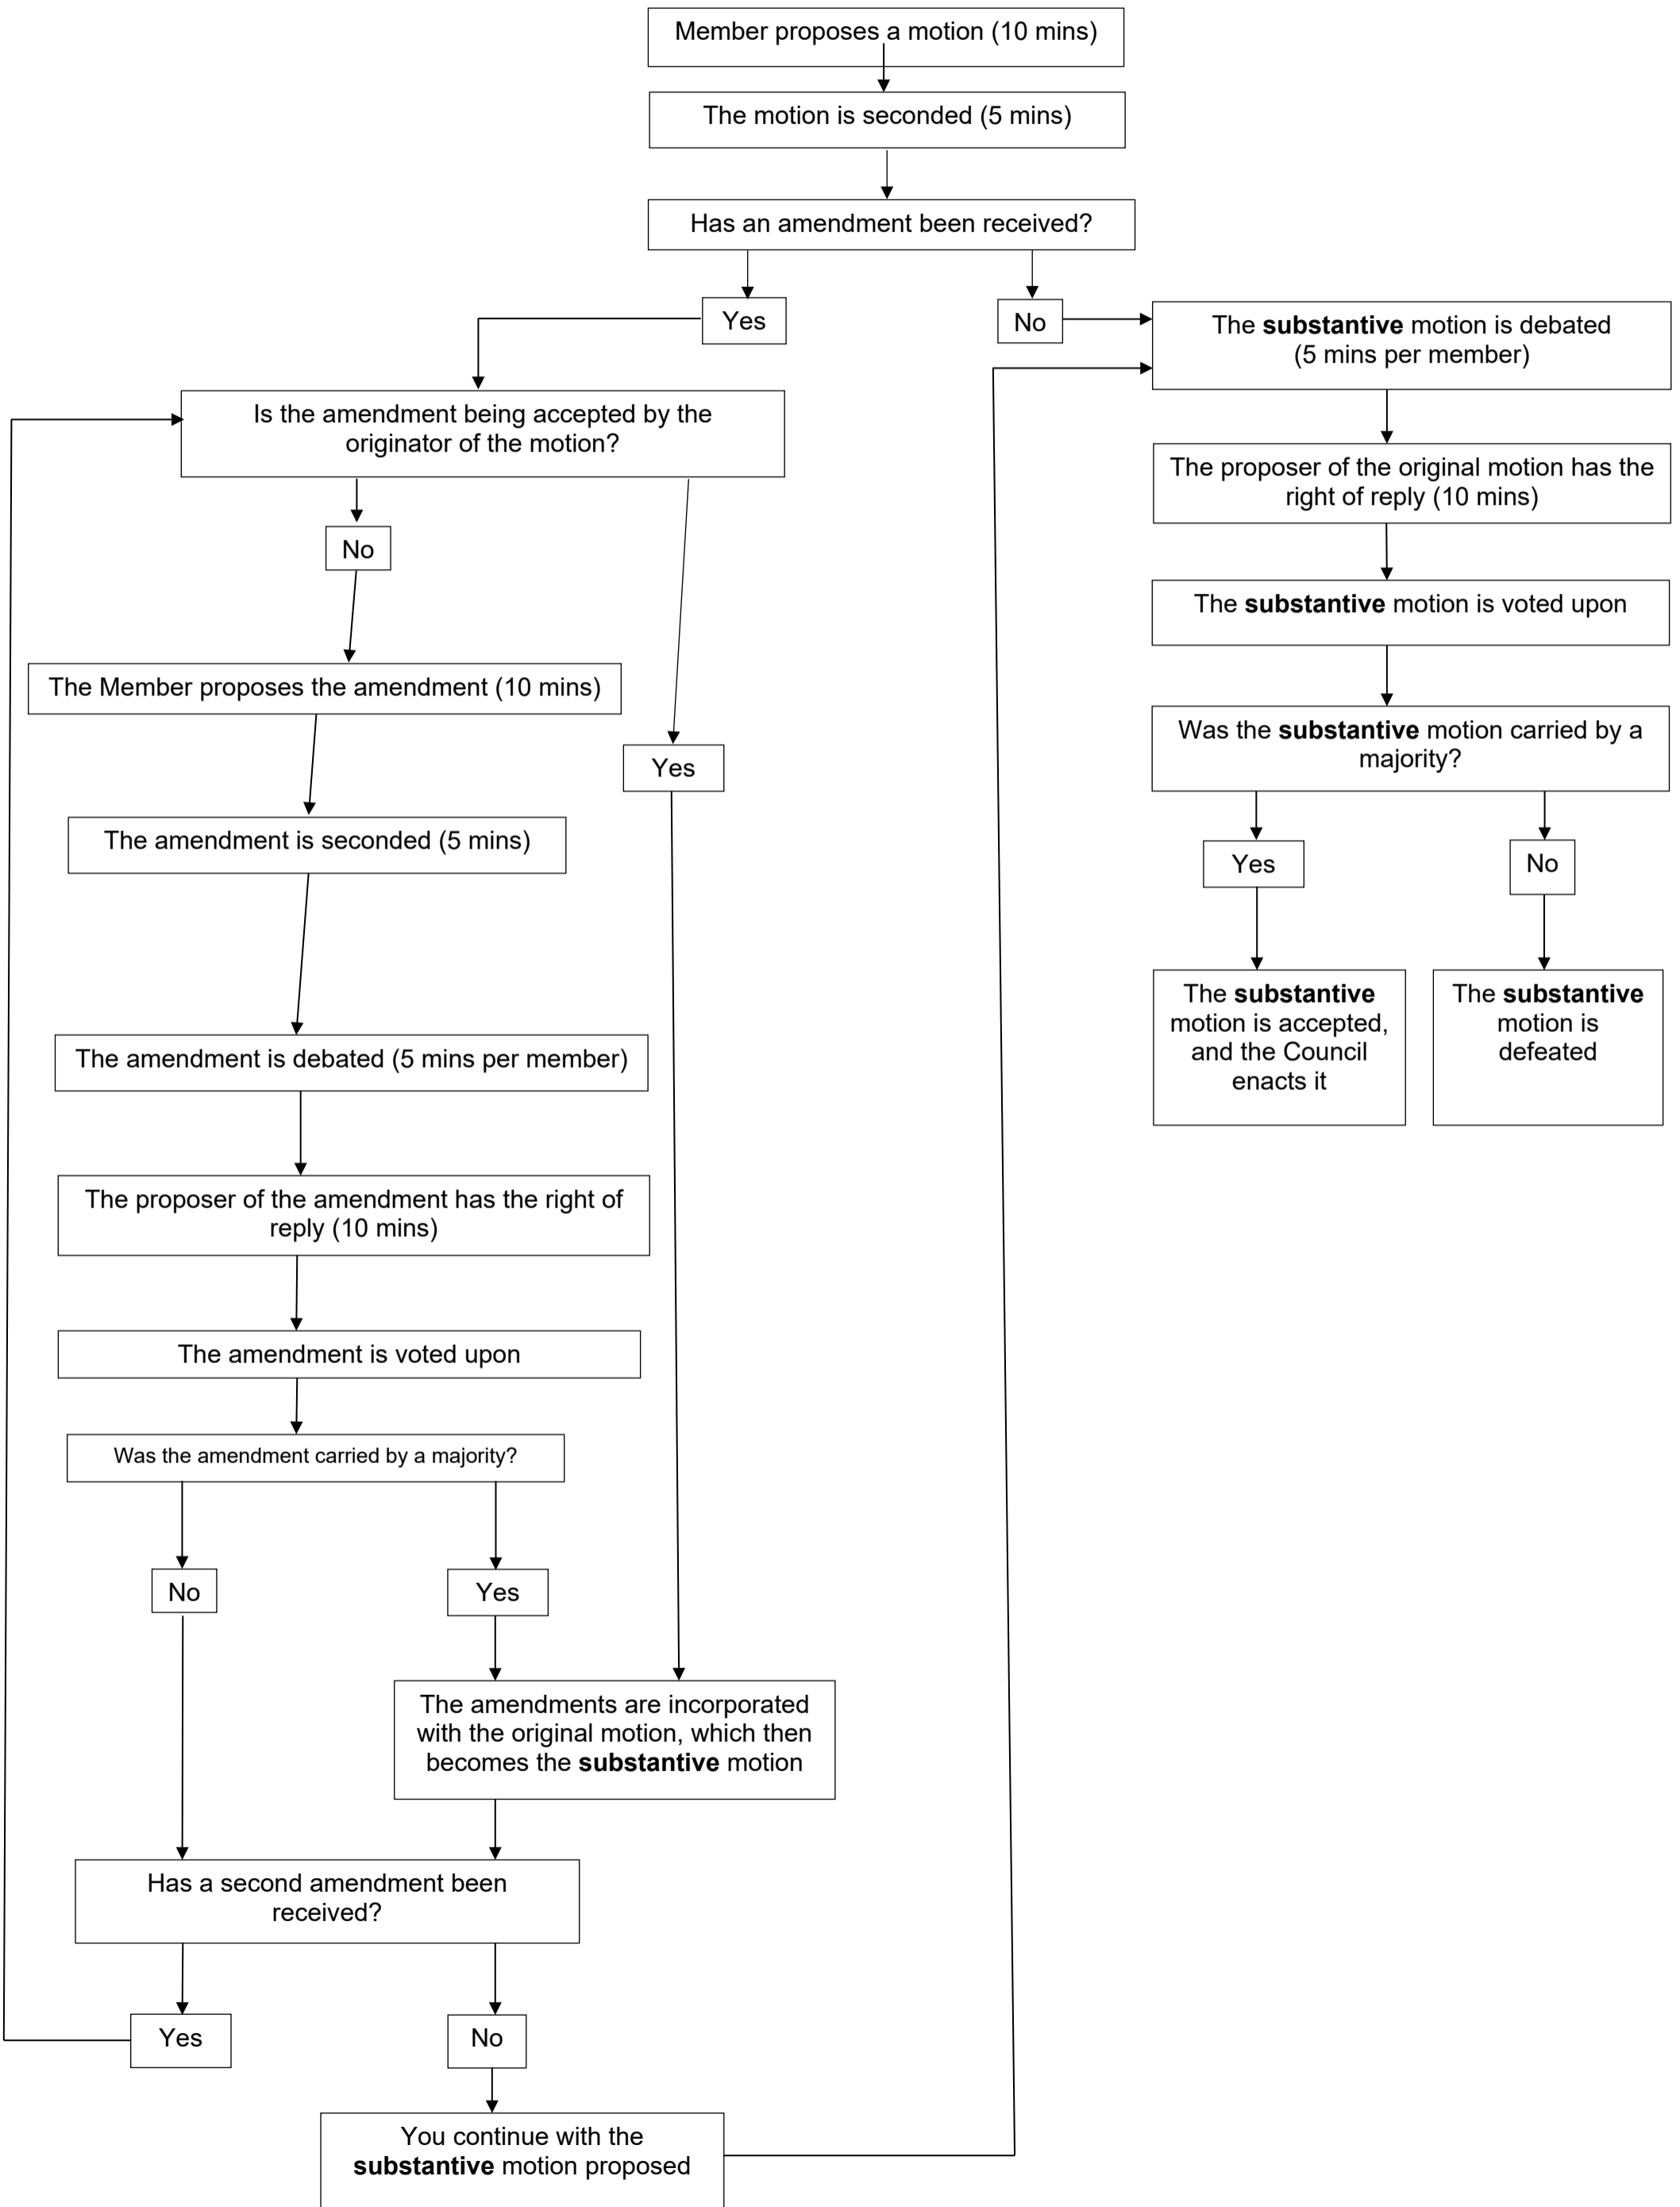 Member proposes a motion (10 mins)
The motion is seconded (5 mins)
Has an amendment been received?
Yes
No
The substantive motion is debated
(5 mins per member)
Is the amendment being accepted by the
originator of the motion?
The proposer of the original motion has the
right of reply (10 mins)
No
The substantive motion is voted upon
The Member proposes the amendment (10 mins)
Was the substantive motion carried by a
majority?
Yes
The amendment is seconded (5 mins)
Yes
No
The substantive
motion is accepted,
and the Council
enacts it
The substantive
motion is
defeated
The amendment is debated (5 mins per member)
The proposer of the amendment has the right of
reply (10 mins)
The amendment is voted upon
Was the amendment carried by a majority?
No
Yes
The amendments are incorporated
with the original motion, which then
becomes the substantive motion
Has a second amendment been
received?
Yes
No
You continue with the
substantive motion proposed